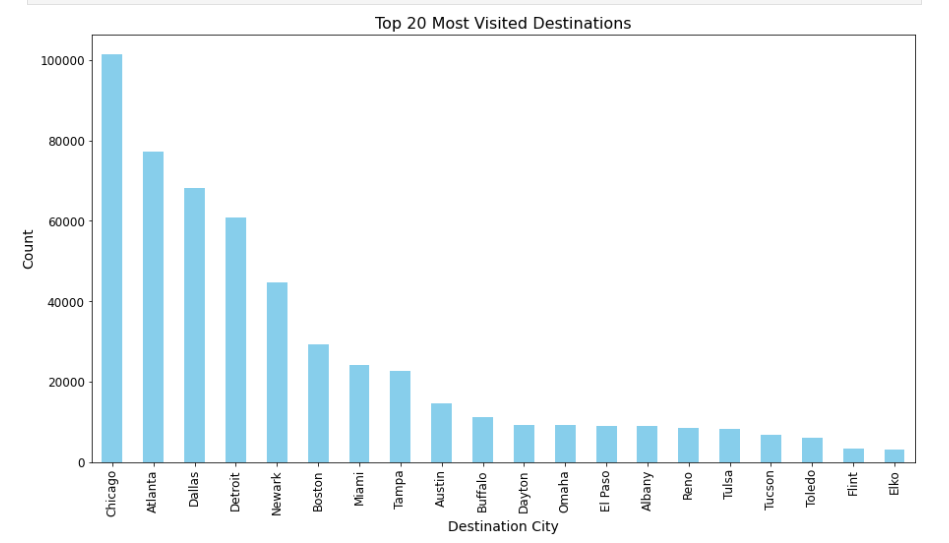 Top 20 Most Visited Destinations
100000
80000
60000
40000
20000
0
Count
Chicago
Atlanta
Dallas
Detroit
Newark
Boston
Miami
Tampa
Austin
Buffalo
Dayton
Omaha
El Paso
Albany
Reno
Tulsa
Tucson
Toledo
Flint
Elko
Destination City